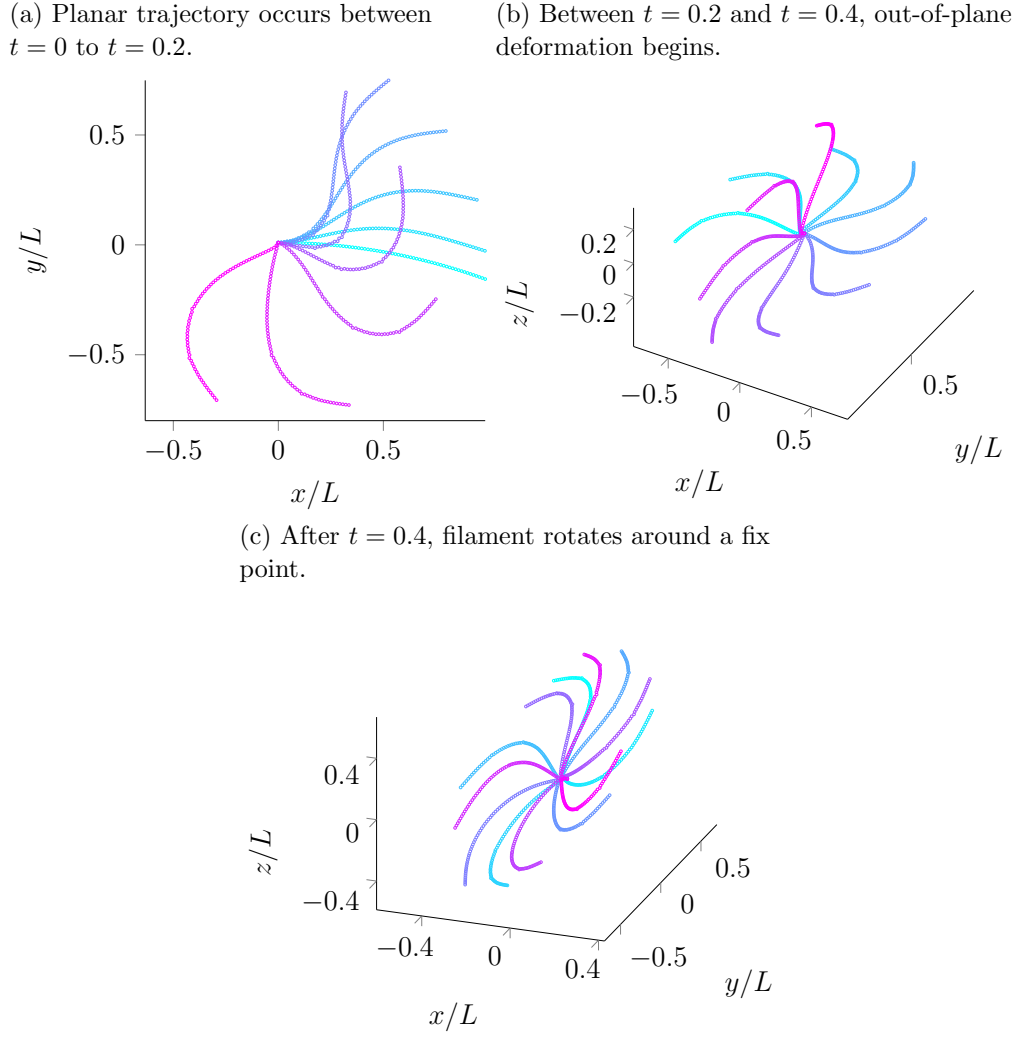 (a) Planar trajectory occurs between
t = 0 to t = 0.2.
0.5
0
−0.5
y/L
−0.5
0
0.5
x/L
(b) Between t = 0.2 and t = 0.4, out-of-plane
deformation begins.
0.2
0
−0.2
z/L
−0.5
0
0.5
x/L
0.5
y/L
(c) After t = 0.4, filament rotates around a fix
point.
0.4
0
−0.4
z/L
−0.4
0
0.4
x/L
−0.5
0
0.5
y/L